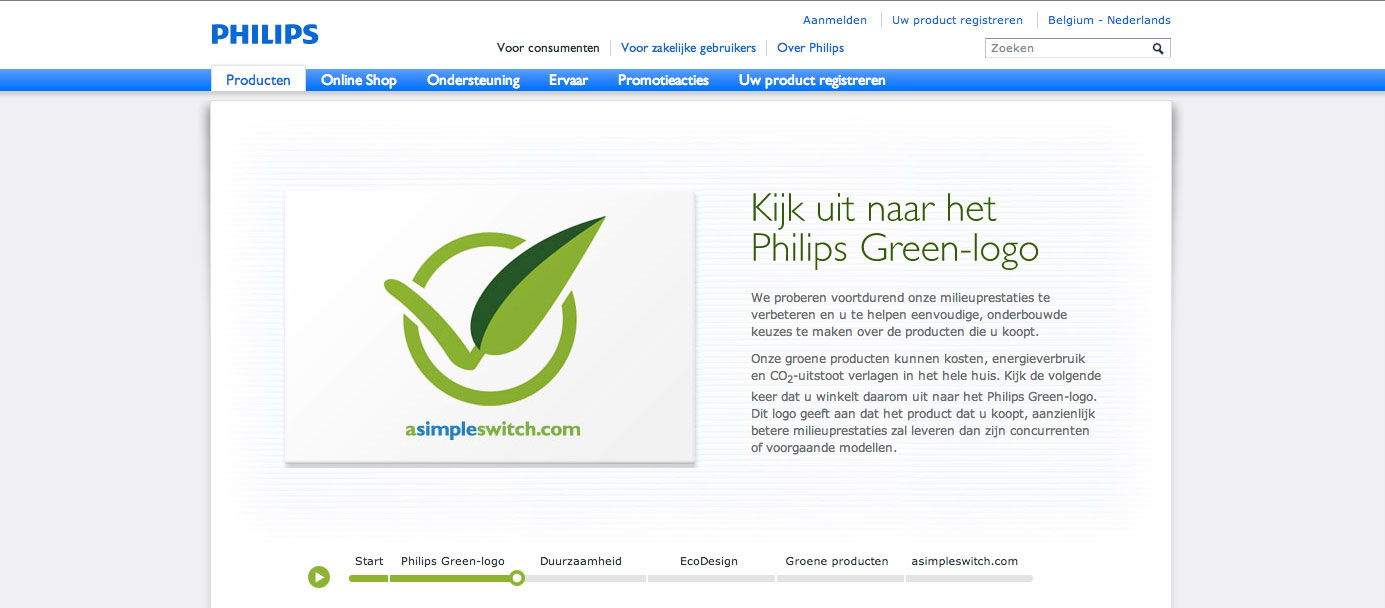 PHILIPS
Aanmelden
Uw product registreren
Belgium - Nederlands
Voor consumenten
Voor zakelijke gebruikers
Over Philips
Zoeken
Producten
Online Shop
Ondersteuning
Ervaar
Promotieacties
Uw product registreren
asimpleswitch.com
Kijk uit naar het
Philips Green-logo
We proberen voortdurend onze milieuprestaties te
verbeteren en u te helpen eenvoudige, onderbouwde
keuzes te maken over de producten die u koopt.
Onze groene producten kunnen kosten, energieverbruik
en CO₂-uitstoot verlagen in het hele huis. Kijk de volgende
keer dat u winkelt daarom uit naar het Philips Green-logo.
Dit logo geeft aan dat het product dat u koopt, aanzienlijk
betere milieuprestaties zal leveren dan zijn concurrenten
of voorgaande modellen.
Start
Philips Green-logo
Duurzaamheid
EcoDesign
Groene producten
asimpleswitch.com